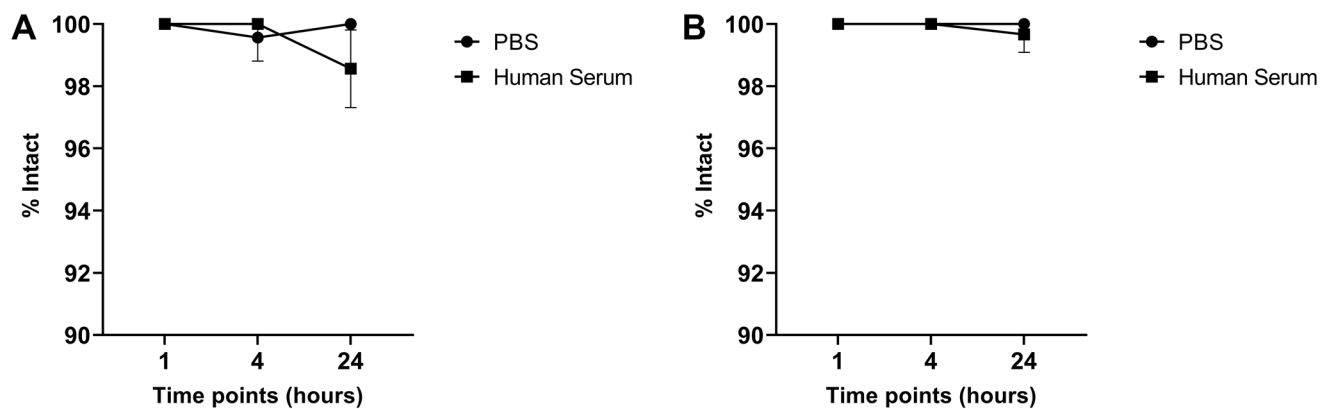 A
100
98
96
94
92
90
% Intact
1 4 24
Time points (hours)
PBS
Human Serum
B
100
98
96
94
92
90
% Intact
1 4 24
Time points (hours)
PBS
Human Serum